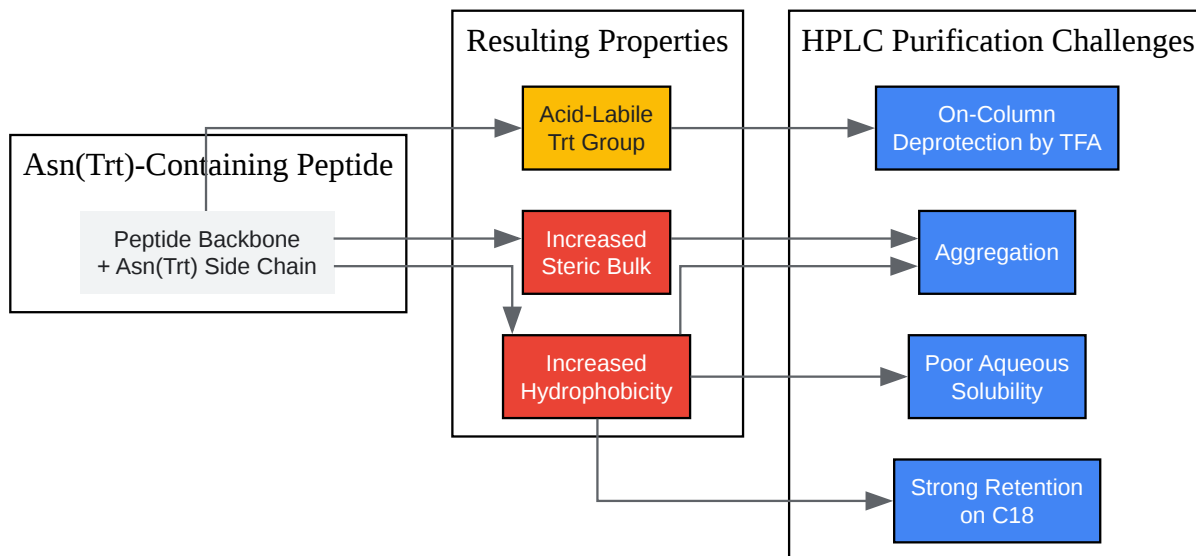 Asn(Trt)-Containing Peptide
Peptide Backbone
+ Asn(Trt) Side Chain
Resulting Properties
Acid-Labile
Trt Group
Increased
Steric Bulk
Increased
Hydrophobicity
HPLC Purification Challenges
On-Column
Deprotection by TFA
Aggregation
Poor Aqueous
Solubility
Strong Retention
on C18